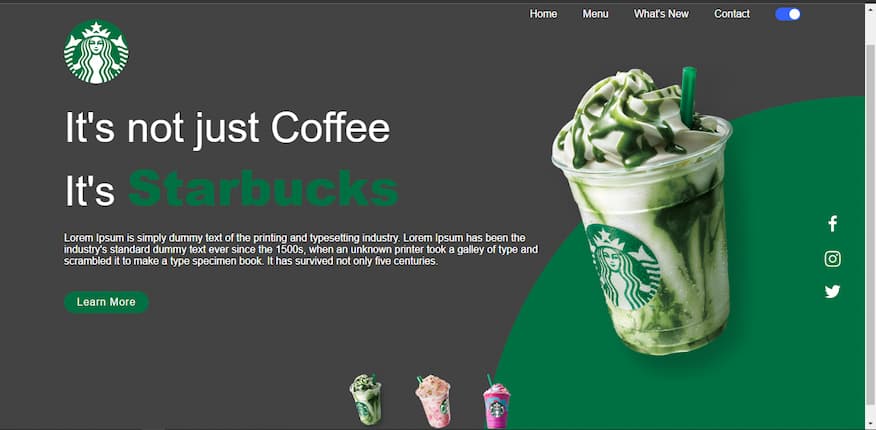 Home Menu What's New Contact
It's not just Coffee
It's Starbucks
Lorem Ipsum is simply dummy text of the printing and typesetting industry. Lorem Ipsum has been the
industry's standard dummy text ever since the 1500s, when an unknown printer took a galley of type and
scrambled it to make a type specimen book. It has survived not only five centuries.
Learn More